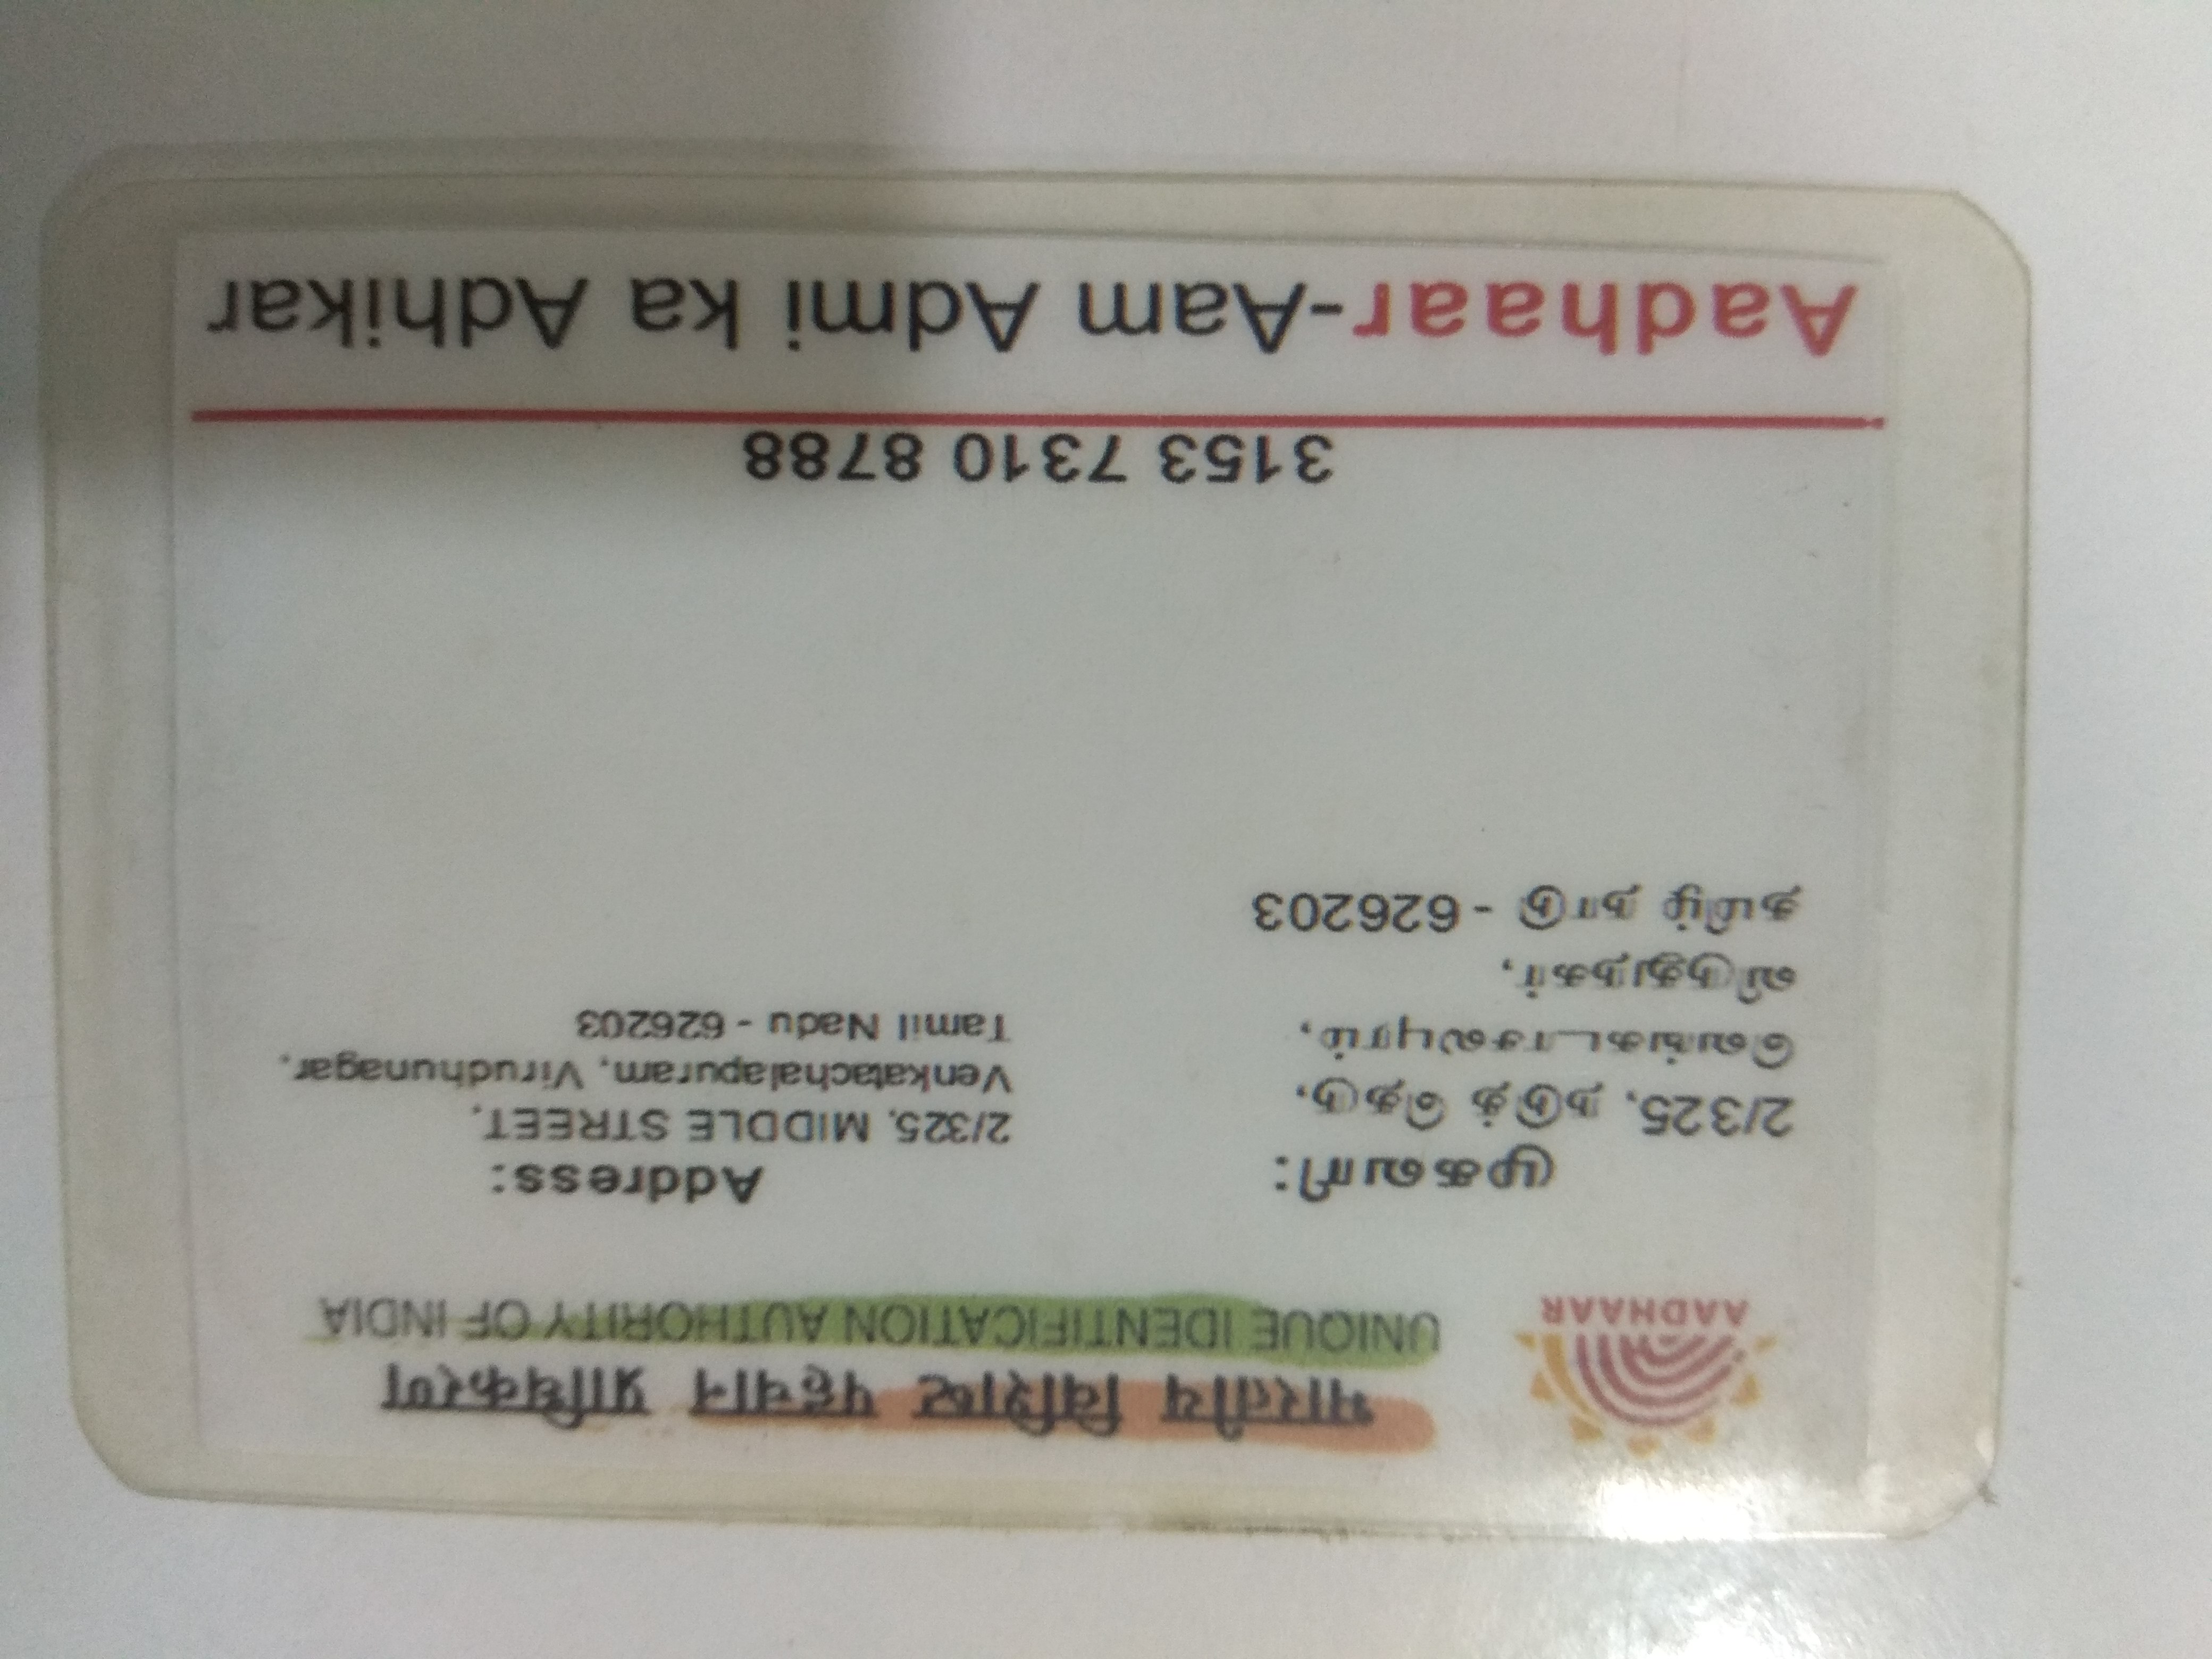 भारतीय विशिष्ट पहचान प्राधिकरण
UNIQUE IDENTIFICATION AUTHORITY OF INDIA
AADHAAR
முகவரி:
2/325, நடுத் தெரு,
வெங்கடாசலபுரம்,
விருதுநகர்,
தமிழ் நாடு - 626203
Address:
2/325, MIDDLE STREET,
Venkatachalapuram, Virudhunagar,
Tamil Nadu - 626203
3153 7310 8788
Aadhaar-Aam Admi ka Adhikar